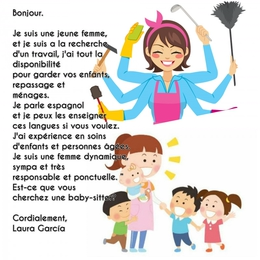 Bonjour.
Je suis une jeune femme,
et je suis a la recherche
d'un travail, j'ai tout la
disponibilité
pour garder vos enfants,
repassage et
ménages.
Je parle espagnol
et je peux les enseigner
ces langues si vous voulez.
J'ai expérience en soins
d'enfants et personnes âgées
Je suis une femme dynamique,
sympa et très
responsable et ponctuelle.
Est-ce que vous
cherchez une baby-sitter?
Cordialement,
Laura García